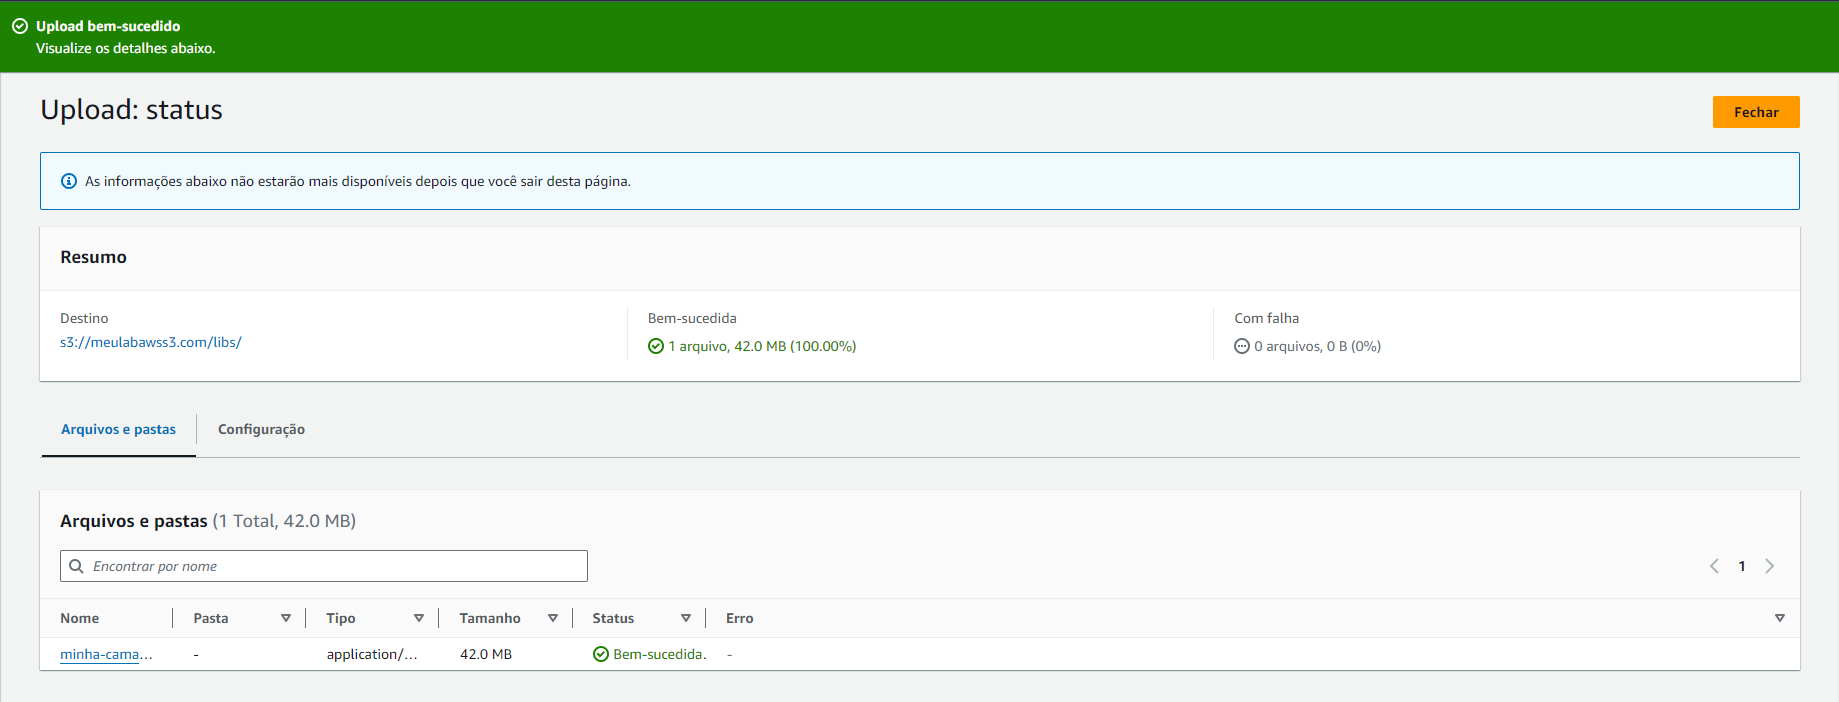 Upload bem-sucedido
Visualize os detalhes abaixo.
Upload: status
Fechar
As informações abaixo não estarão mais disponíveis depois que você sair desta página.
Resumo
Destino
s3://meulabawss3.com/libs/
Bem-sucedida
1 arquivo, 42.0 MB (100.00%)
Com falha
0 arquivos, 0 B (0%)
Arquivos e pastas
Configuração
Arquivos e pastas (1 Total, 42.0 MB)
Encontrar por nome
1
Nome
Pasta
Tipo
Tamanho
Status
Erro
minha-cama...
-
application/...
42.0 MB
Bem-sucedida.
-